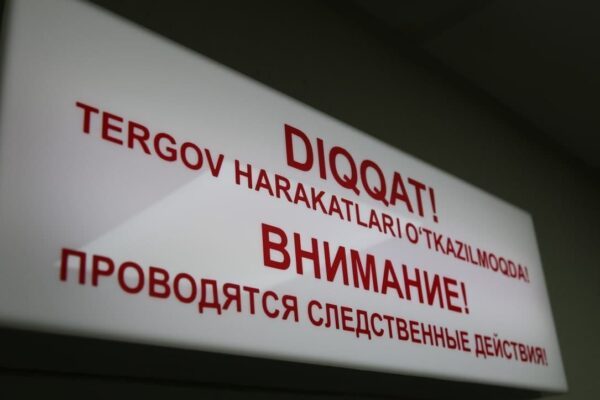 DIQQAT!
TERGOV HARAKATLARI O‘TKAZILMOQDA!
ВНИМАНИЕ!
ПРОВОДЯТСЯ СЛЕДСТВЕННЫЕ ДЕЙСТВИЯ!